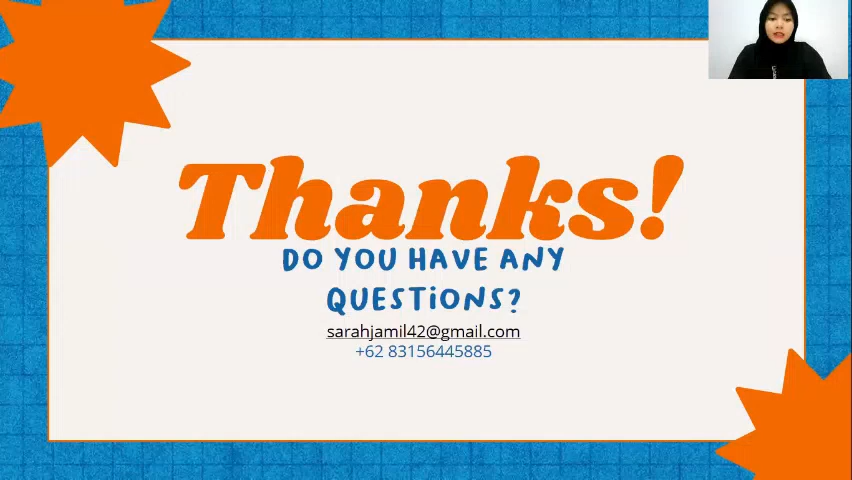 Thanks!
DO YOU HAVE ANY
QUESTiONS?
sarahjamil42@gmail.com
+62 83156445885